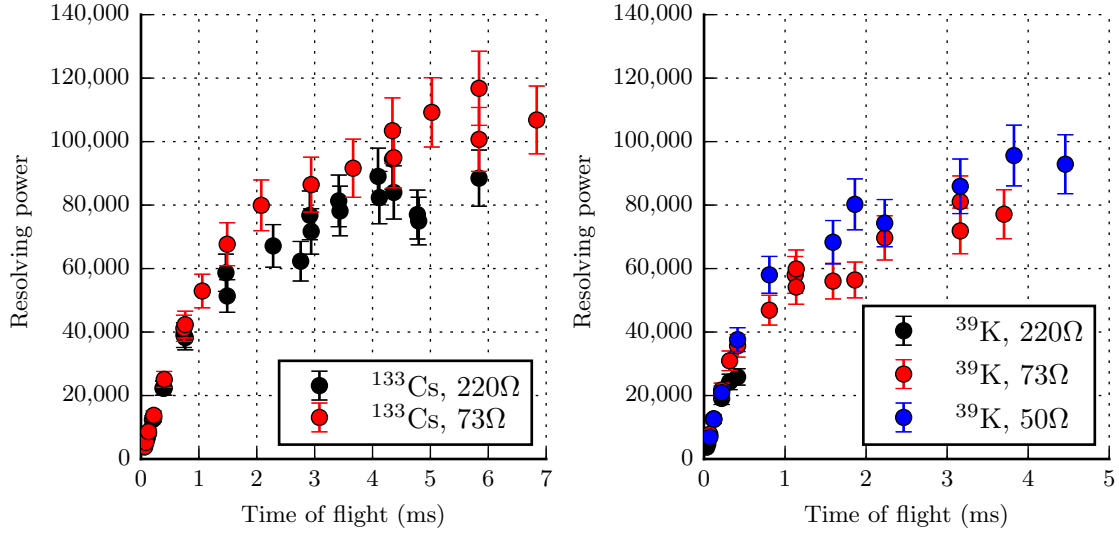 140,000
120,000
100,000
80,000
60,000
40,000
20,000
0
Resolving power
0 1 2 3 4 5 6 7
Time of flight (ms)
¹³³Cs, 220Ω
¹³³Cs, 73Ω
140,000
120,000
100,000
80,000
60,000
40,000
20,000
0
Resolving power
0 1 2 3 4 5
Time of flight (ms)
³⁹K, 220Ω
³⁹K, 73Ω
³⁹K, 50Ω